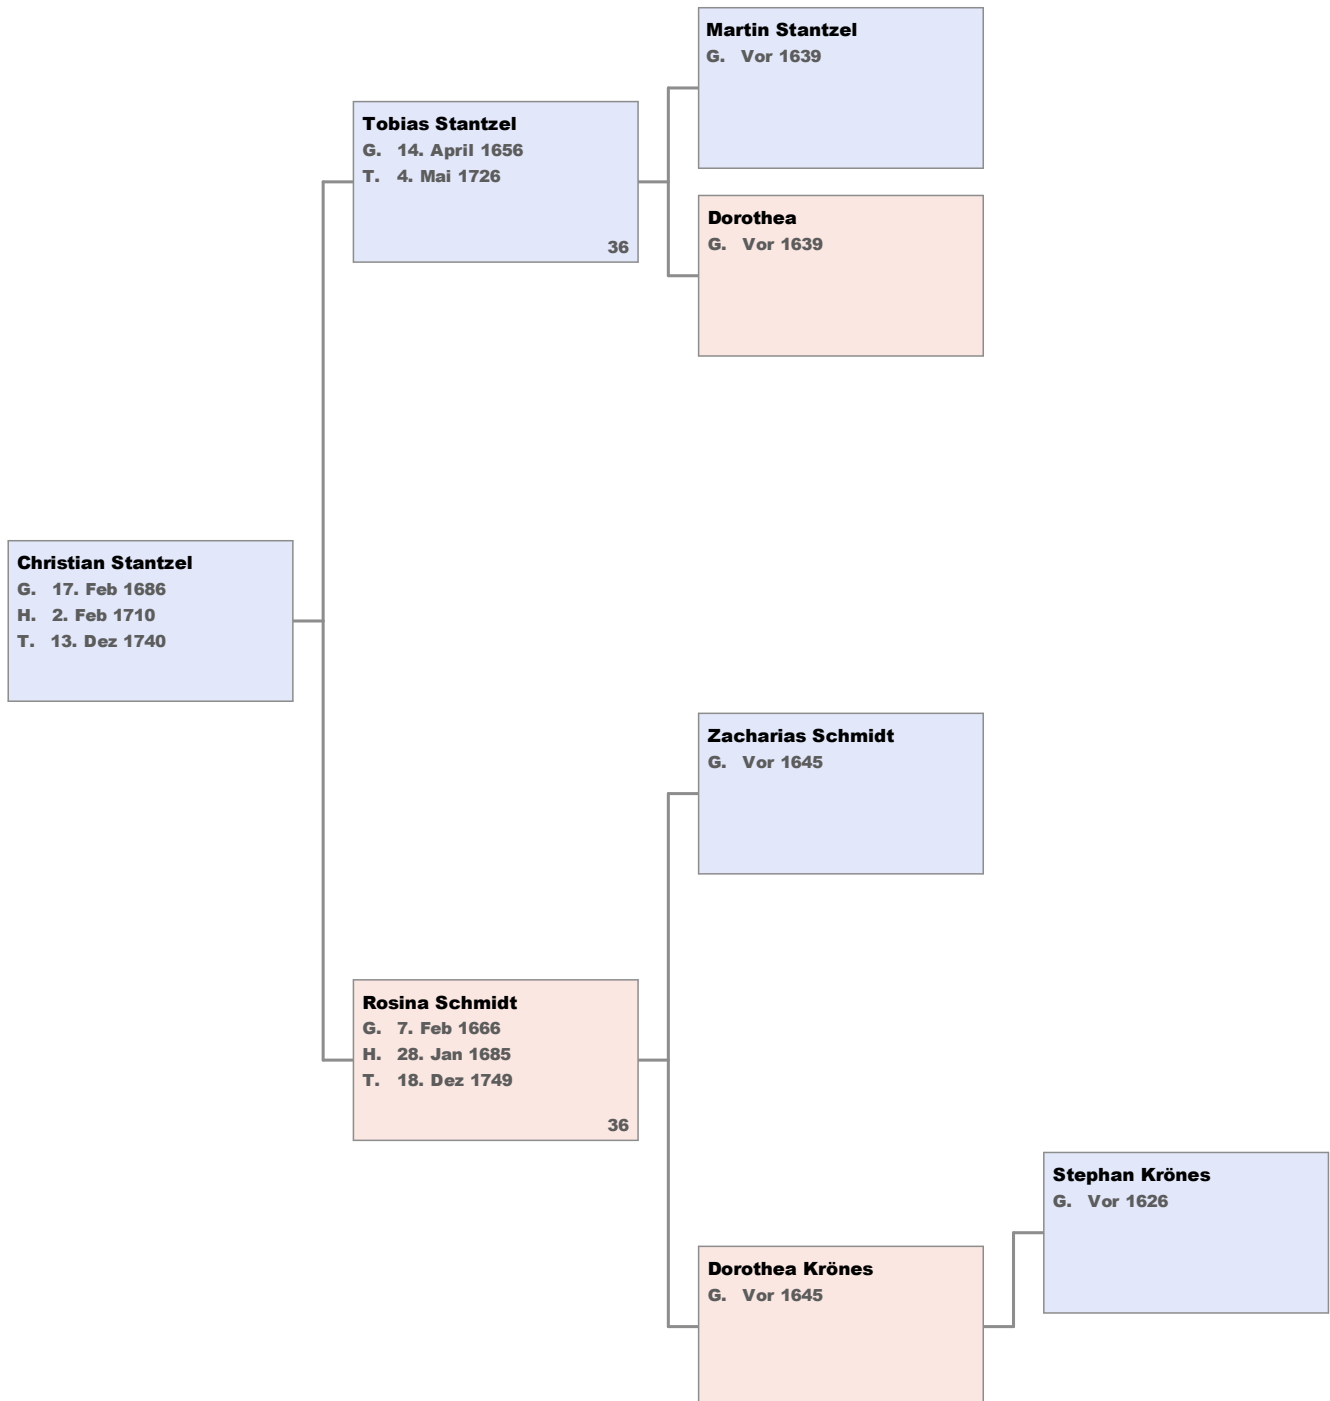 Martin Stantzel
G. Vor 1639
Tobias Stantzel
G. 14. April 1656
T. 4. Mai 1726
36
Dorothea
G. Vor 1639
Christian Stantzel
G. 17. Feb 1686
H. 2. Feb 1710
T. 13. Dez 1740
Zacharias Schmidt
G. Vor 1645
Rosina Schmidt
G. 7. Feb 1666
H. 28. Jan 1685
T. 18. Dez 1749
36
Stephan Krönes
G. Vor 1626
Dorothea Krönes
G. Vor 1645